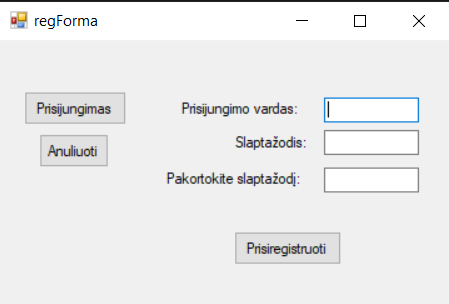 regForma
Prisijungimas
Prisijungimo vardas:
Anuliuoti
Slaptažodis:
Pakortokite slaptažodį:
Prisiregistruoti